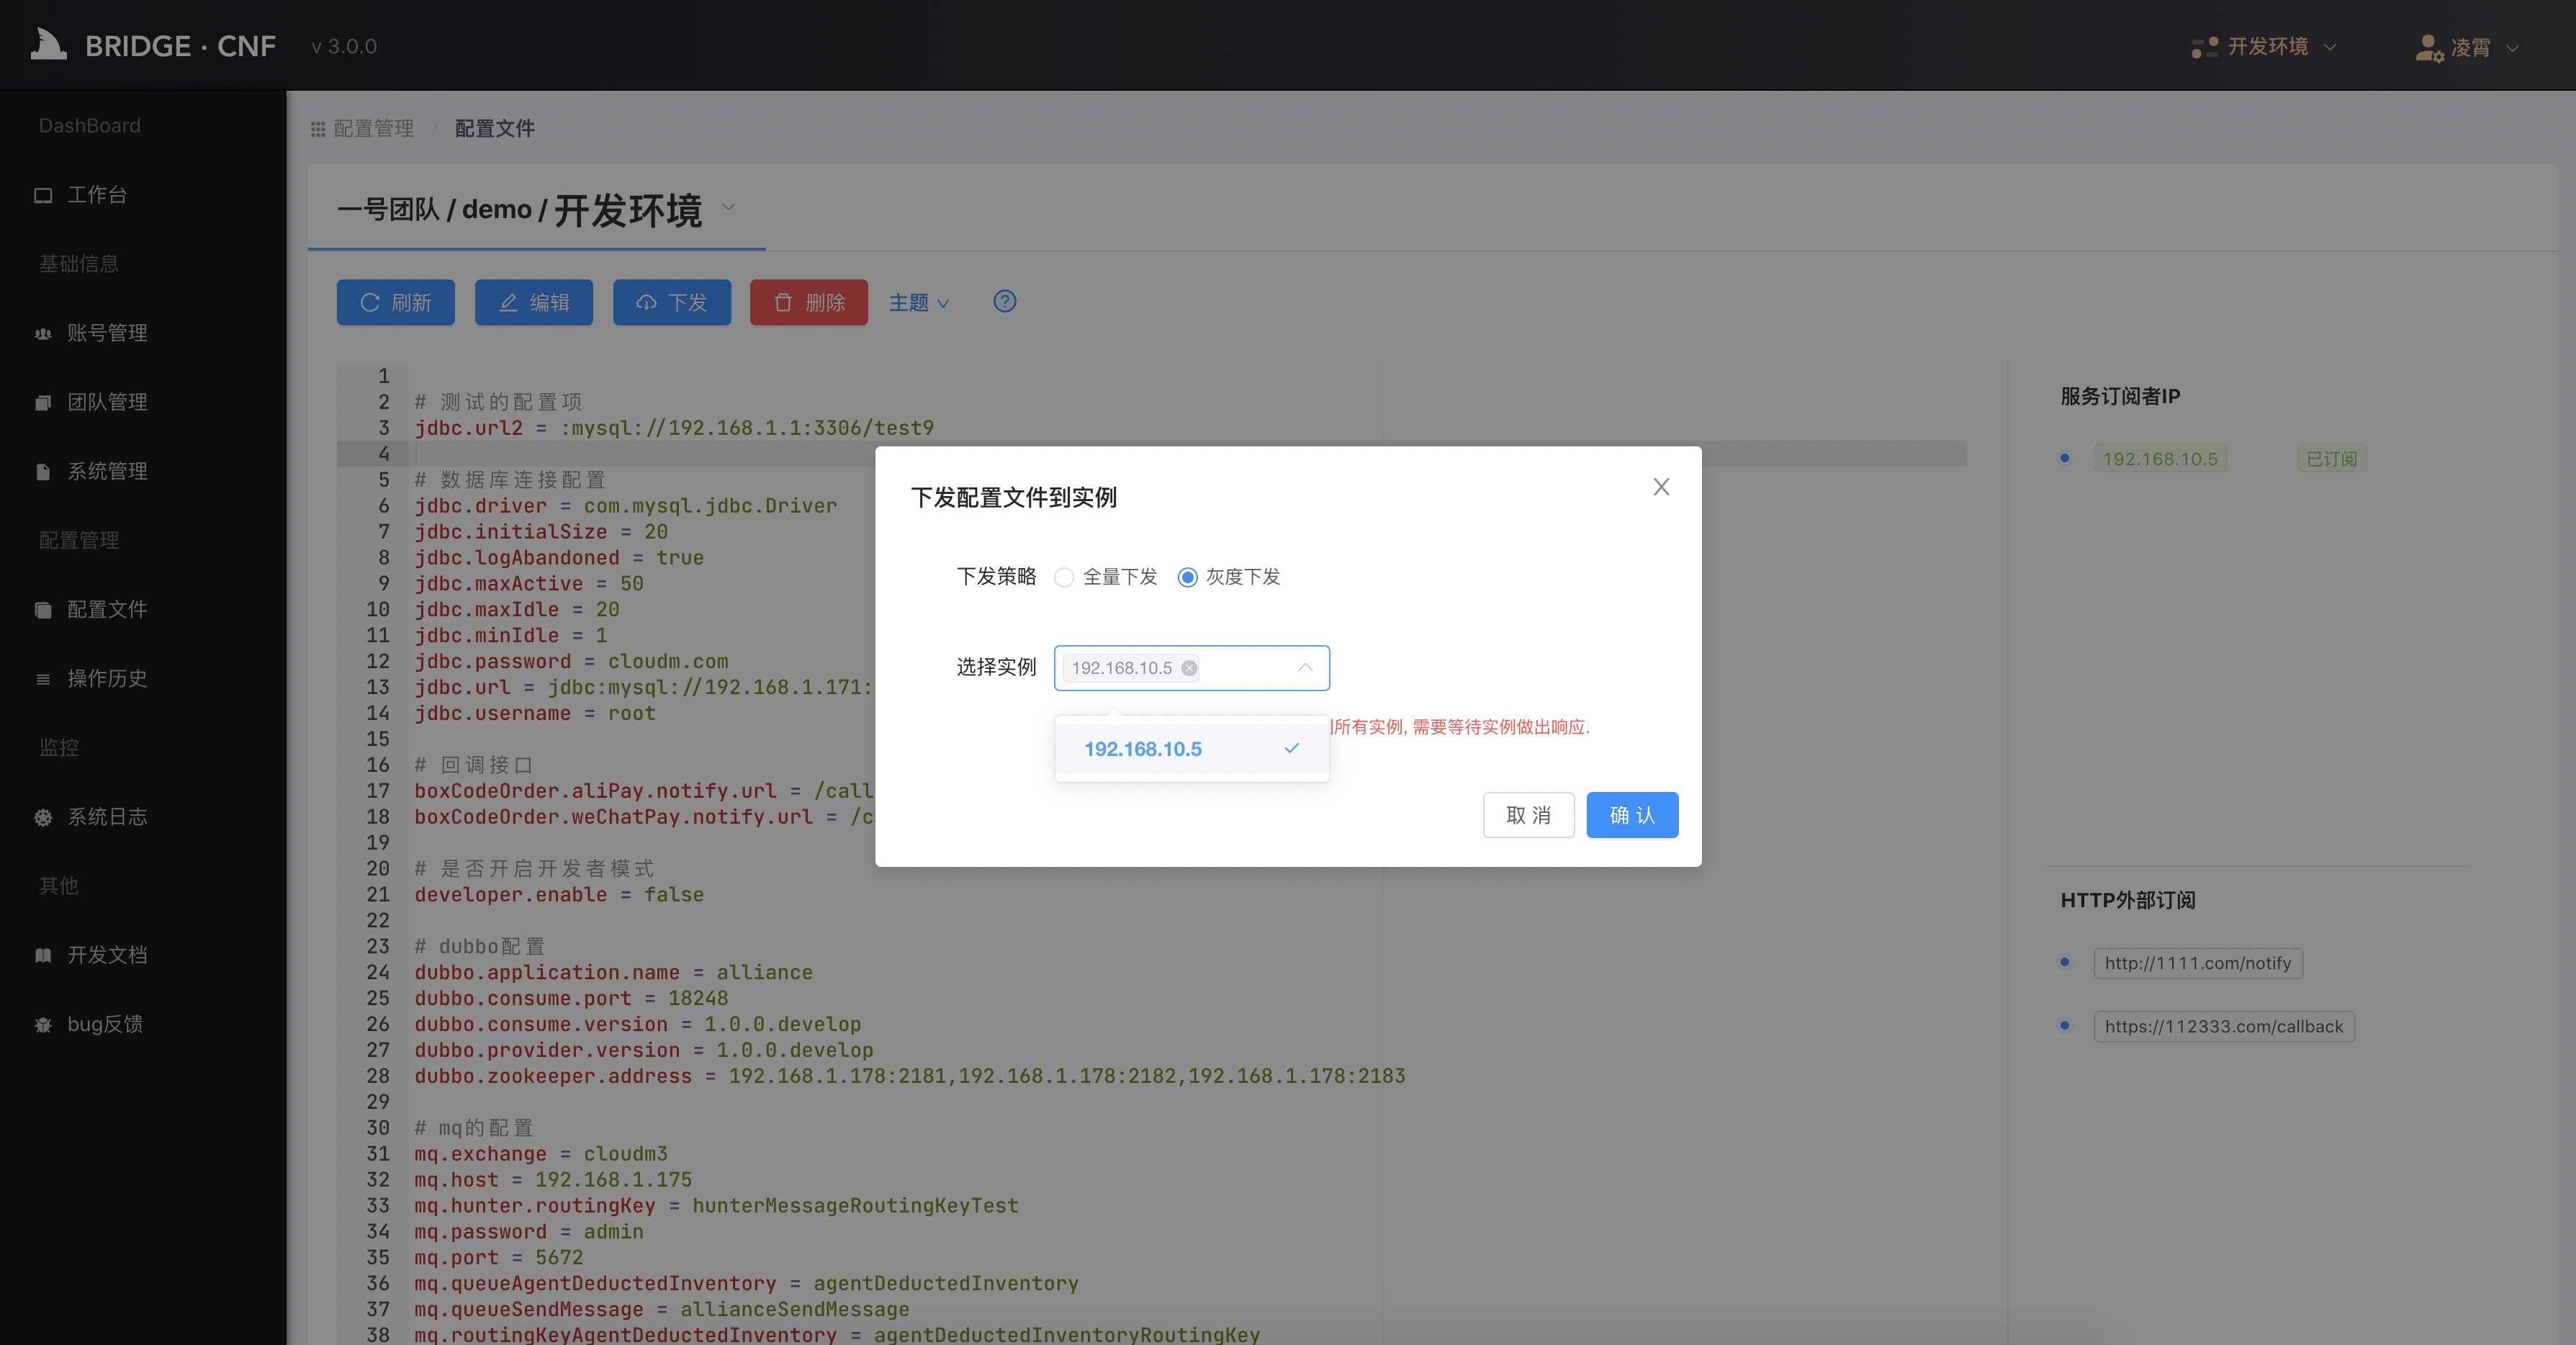 BRIDGE · CNF v 3.0.0
开发环境
凌霄
DashBoard
工作台
基础信息
账号管理
团队管理
系统管理
配置管理
配置文件
操作历史
监控
系统日志
其他
开发文档
bug反馈
配置管理 / 配置文件
一号团队 / demo / 开发环境
刷新 编辑 下发 删除 主题 ?
1
2 # 测试的配置项
3 jdbc.url2 = :mysql://192.168.1.1:3306/test9
4
5 # 数据库连接配置
6 jdbc.driver = com.mysql.jdbc.Driver
7 jdbc.initialSize = 20
8 jdbc.logAbandoned = true
9 jdbc.maxActive = 50
10 jdbc.maxIdle = 20
11 jdbc.minIdle = 1
12 jdbc.password = cloudm.com
13 jdbc.url = jdbc:mysql://192.168.1.171:
14 jdbc.username = root
15
16 # 回调接口
17 boxCodeOrder.aliPay.notify.url = /call
18 boxCodeOrder.weChatPay.notify.url = /c
19
20 # 是否开启开发者模式
21 developer.enable = false
22
23 # dubbo配置
24 dubbo.application.name = alliance
25 dubbo.consume.port = 18248
26 dubbo.consume.version = 1.0.0.develop
27 dubbo.provider.version = 1.0.0.develop
28 dubbo.zookeeper.address = 192.168.1.178:2181,192.168.1.178:2182,192.168.1.178:2183
29
30 # mq的配置
31 mq.exchange = cloudm3
32 mq.host = 192.168.1.175
33 mq.hunter.routingKey = hunterMessageRoutingKeyTest
34 mq.password = admin
35 mq.port = 5672
36 mq.queueAgentDeductedInventory = agentDeductedInventory
37 mq.queueSendMessage = allianceSendMessage
38 mq.routingKeyAgentDeductedInventory = agentDeductedInventoryRoutingKey
下发配置文件到实例
下发策略 全量下发 灰度下发
选择实例 192.168.10.5
所有实例, 需要等待实例做出响应.
192.168.10.5
取 消 确 认
服务订阅者IP
192.168.10.5 已订阅
HTTP外部订阅
http://1111.com/notify
https://112333.com/callback